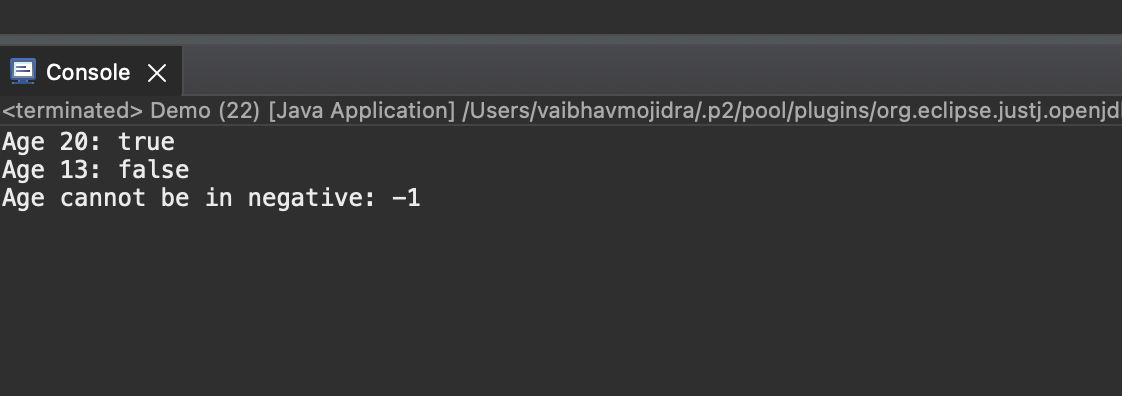 Console
<terminated> Demo (22) [Java Application] /Users/vaibhavmojidra/.p2/pool/plugins/org.eclipse.justj.openjd
Age 20: true
Age 13: false
Age cannot be in negative: -1